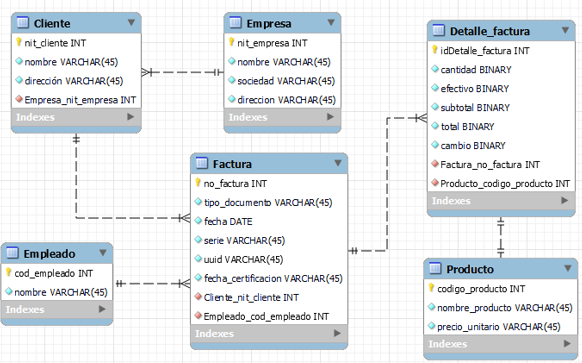 Cliente
nit_cliente INT
nombre VARCHAR(45)
dirección VARCHAR(45)
Empresa_nit_empresa INT
Indexes
Empresa
nit_empresa INT
nombre VARCHAR(45)
sociedad VARCHAR(45)
direccion VARCHAR(45)
Indexes
Detalle_factura
idDetalle_factura INT
cantidad BINARY
efectivo BINARY
subtotal BINARY
total BINARY
cambio BINARY
Factura_no_factura INT
Producto_codigo_producto INT
Indexes
Factura
no_factura INT
tipo_documento VARCHAR(45)
fecha DATE
serie VARCHAR(45)
uuid VARCHAR(45)
fecha_certificacion VARCHAR(45)
Cliente_nit_cliente INT
Empleado_cod_empleado INT
Indexes
Empleado
cod_empleado INT
nombre VARCHAR(45)
Indexes
Producto
codigo_producto INT
nombre_producto VARCHAR(45)
precio_unitario VARCHAR(45)
Indexes